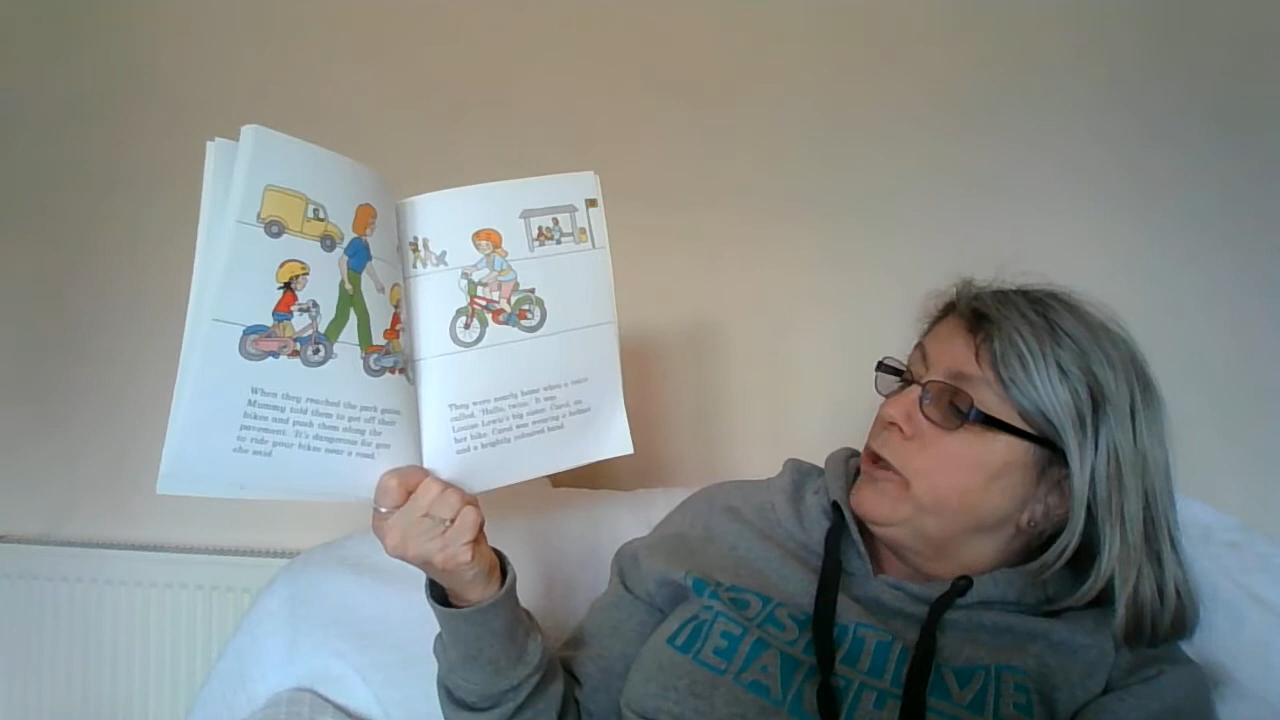 When they reached the park gate,
Mummy told them to get off their
bikes and push them along the
pavement. 'It's dangerous for you
to ride your bikes near a road,'
she said.
They were nearly home when a voice
called, 'Hello, twins.' It was
Louise Lewis's big sister, Carol, on
her bike. Carol was wearing a helmet
and a brightly coloured band.
POSITIVE
TEACH